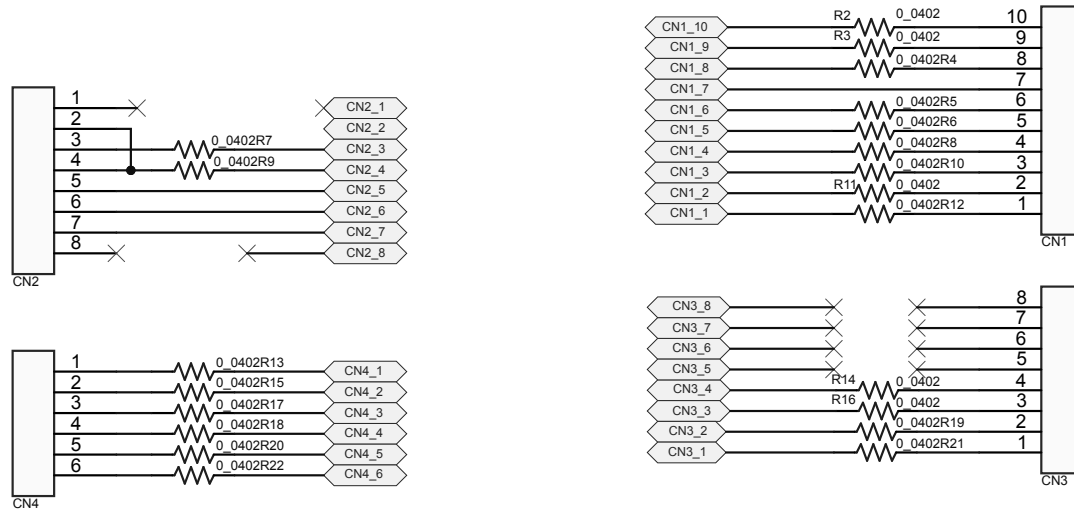 1
2
3
4
5
6
7
8
CN2
0_0402R7
0_0402R9
CN2_1
CN2_2
CN2_3
CN2_4
CN2_5
CN2_6
CN2_7
CN2_8
CN1_10
CN1_9
CN1_8
CN1_7
CN1_6
CN1_5
CN1_4
CN1_3
CN1_2
CN1_1
R2 0_0402
R3 0_0402
0_0402R4
0_0402R5
0_0402R6
0_0402R8
0_0402R10
R11 0_0402
0_0402R12
10
9
8
7
6
5
4
3
2
1
CN1
1
2
3
4
5
6
CN4
0_0402R13
0_0402R15
0_0402R17
0_0402R18
0_0402R20
0_0402R22
CN4_1
CN4_2
CN4_3
CN4_4
CN4_5
CN4_6
CN3_8
CN3_7
CN3_6
CN3_5
CN3_4
CN3_3
CN3_2
CN3_1
R14 0_0402
R16 0_0402
0_0402R19
0_0402R21
8
7
6
5
4
3
2
1
CN3